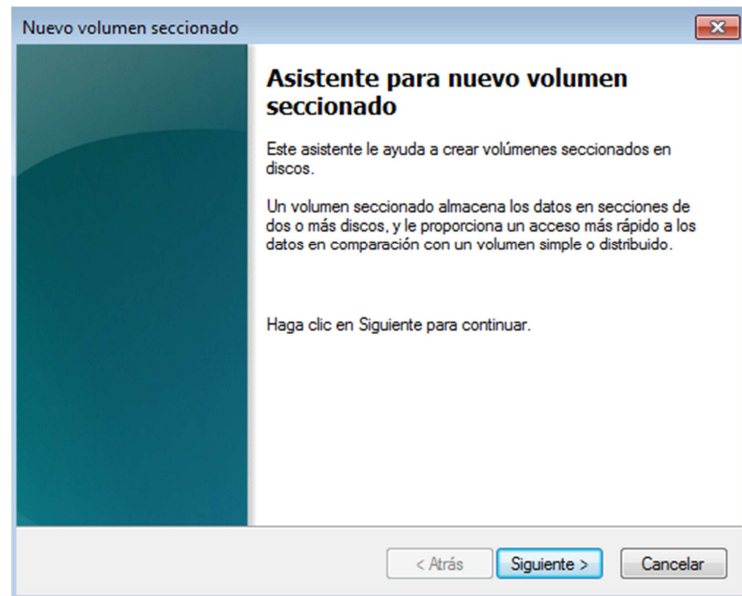 Nuevo volumen seccionado
Asistente para nuevo volumen
seccionado
Este asistente le ayuda a crear volúmenes seccionados en
discos.
Un volumen seccionado almacena los datos en secciones de
dos o más discos, y le proporciona un acceso más rápido a los
datos en comparación con un volumen simple o distribuido.
Haga clic en Siguiente para continuar.
< Atrás Siguiente > Cancelar